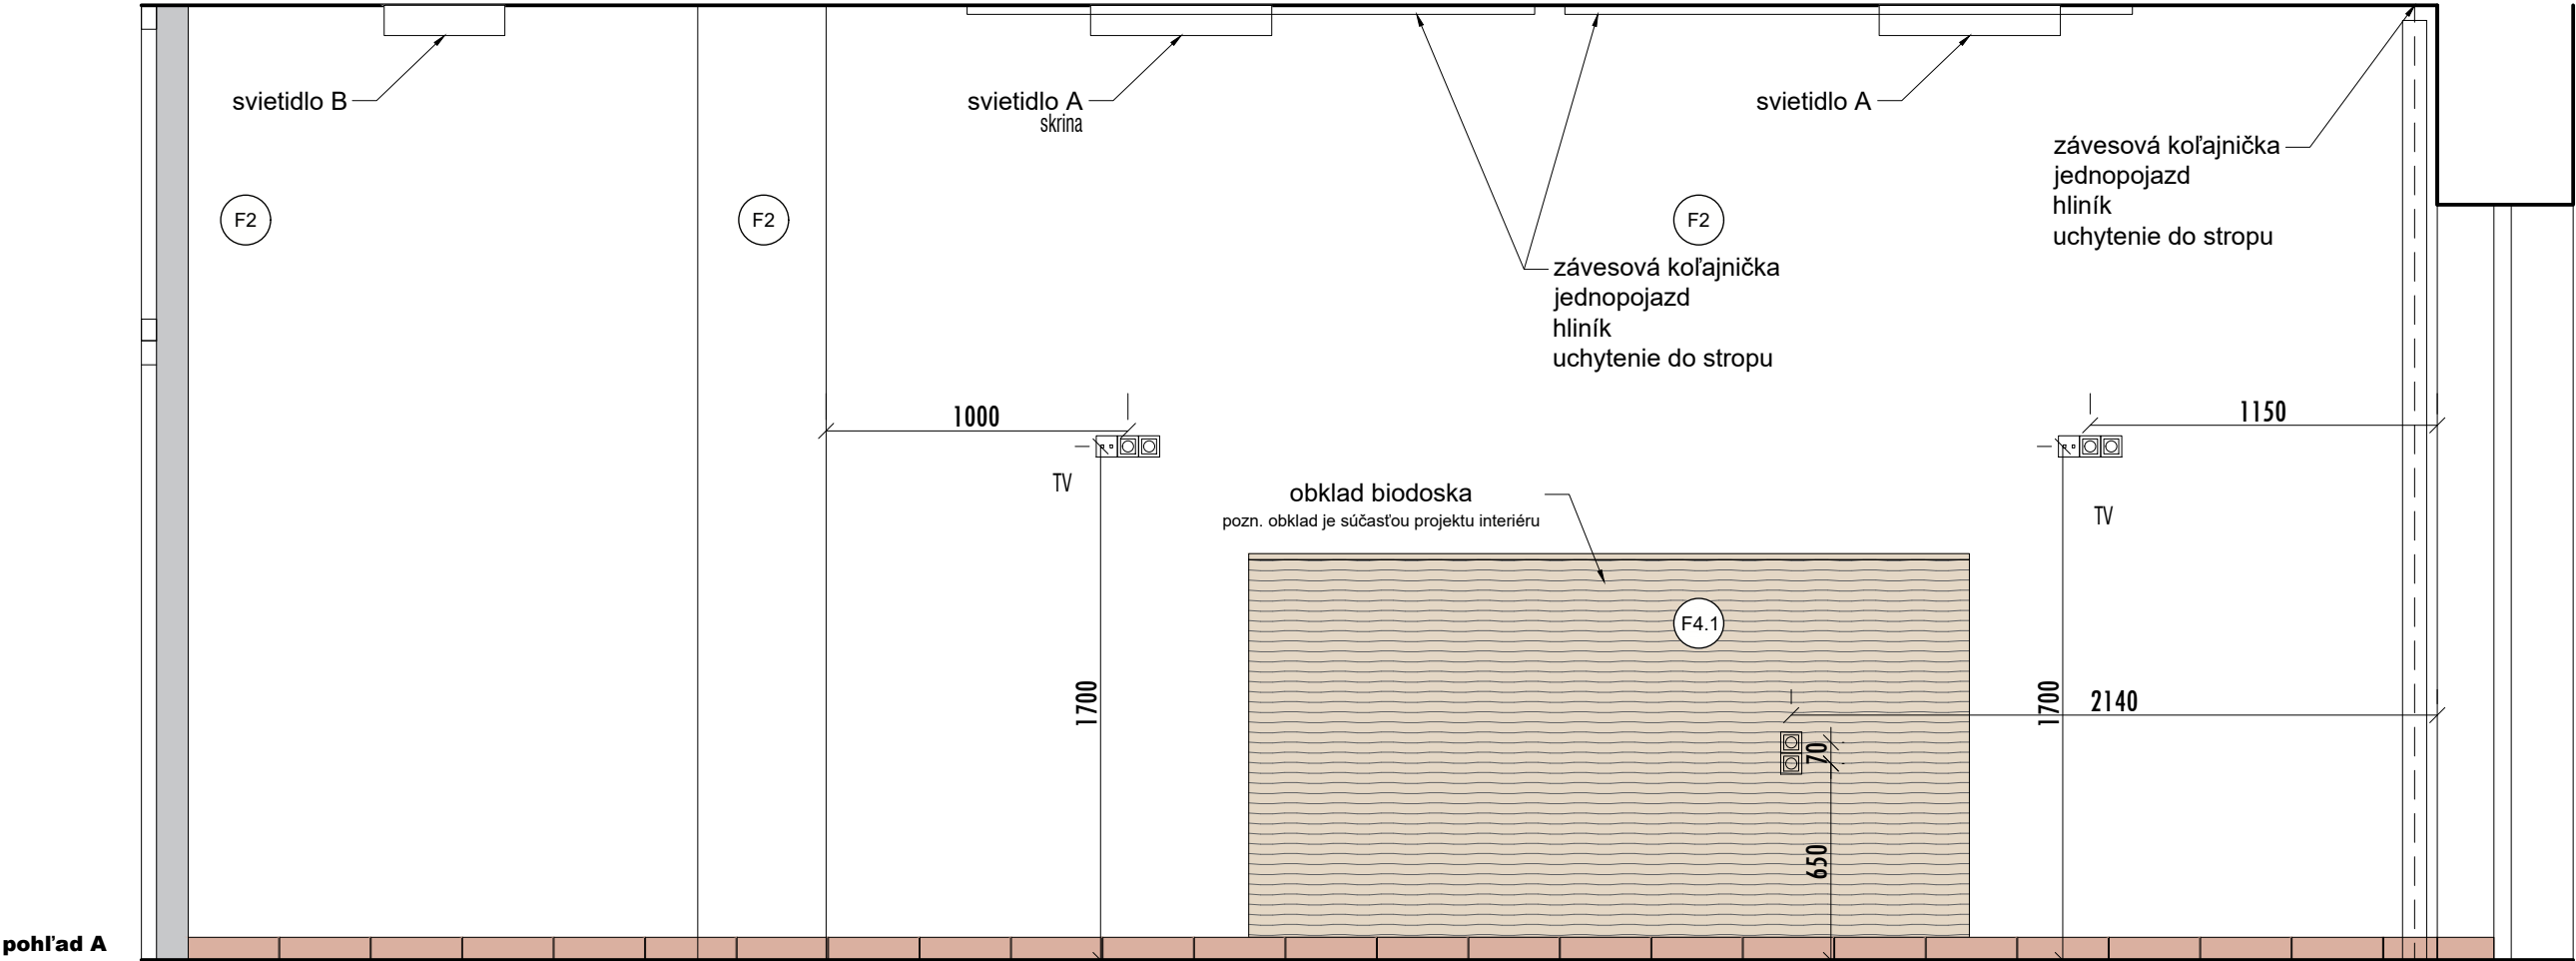 svietidlo B
svietidlo A
skrina
svietidlo A
závesová koľajnička
jednopojazd
hliník
uchytenie do stropu
F2
F2
F2
závesová koľajnička
jednopojazd
hliník
uchytenie do stropu
1000
1150
TV
TV
obklad biodoska
pozn. obklad je súčasťou projektu interiéru
F4.1
1700
1700
2140
70
650
pohľad A